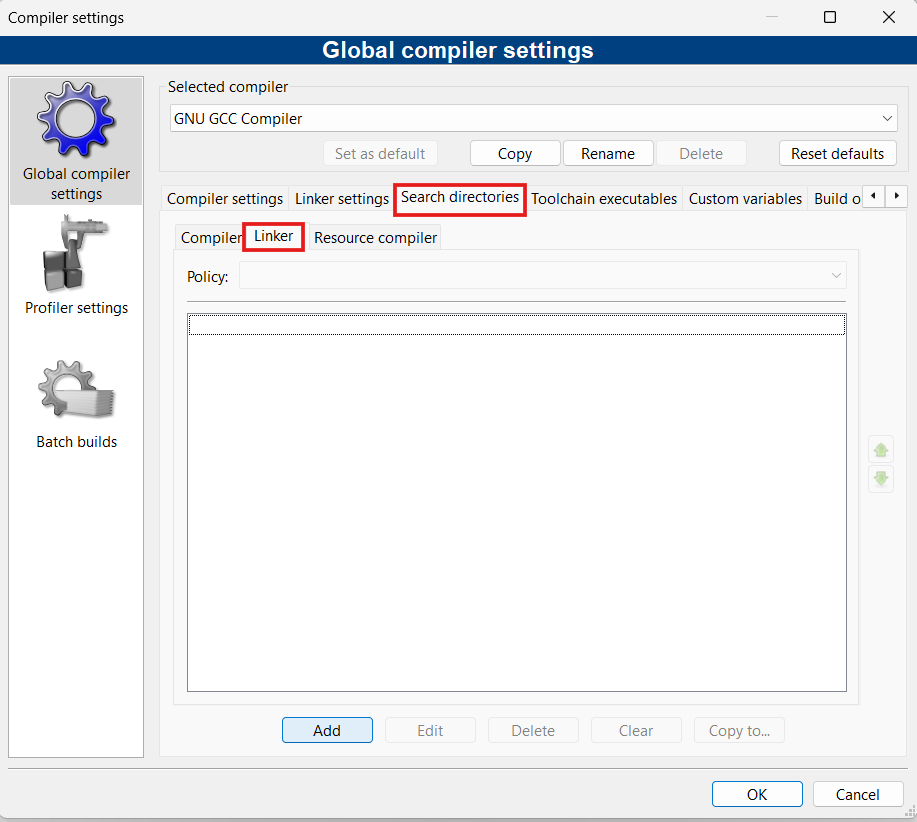 Compiler settings
Global compiler settings
Global compiler
settings
Profiler settings
Batch builds
Selected compiler
GNU GCC Compiler
Set as default
Copy
Rename
Delete
Reset defaults
Compiler settings
Linker settings
Search directories
Toolchain executables
Custom variables
Build o
Compiler
Linker
Resource compiler
Policy:
Add
Edit
Delete
Clear
Copy to...
OK
Cancel